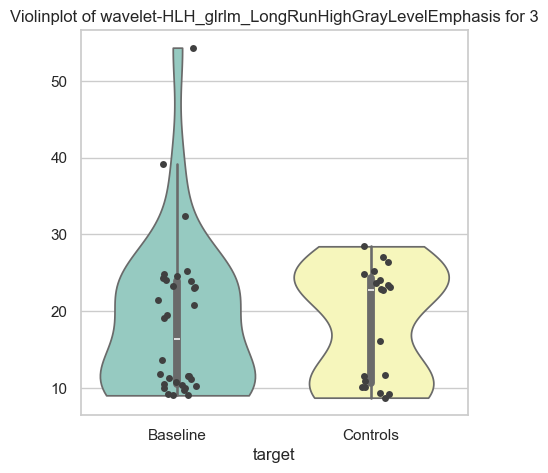 Violinplot of wavelet-HLH_glrlm_LongRunHighGrayLevelEmphasis for 3
50
40
30
20
10
Baseline Controls
target